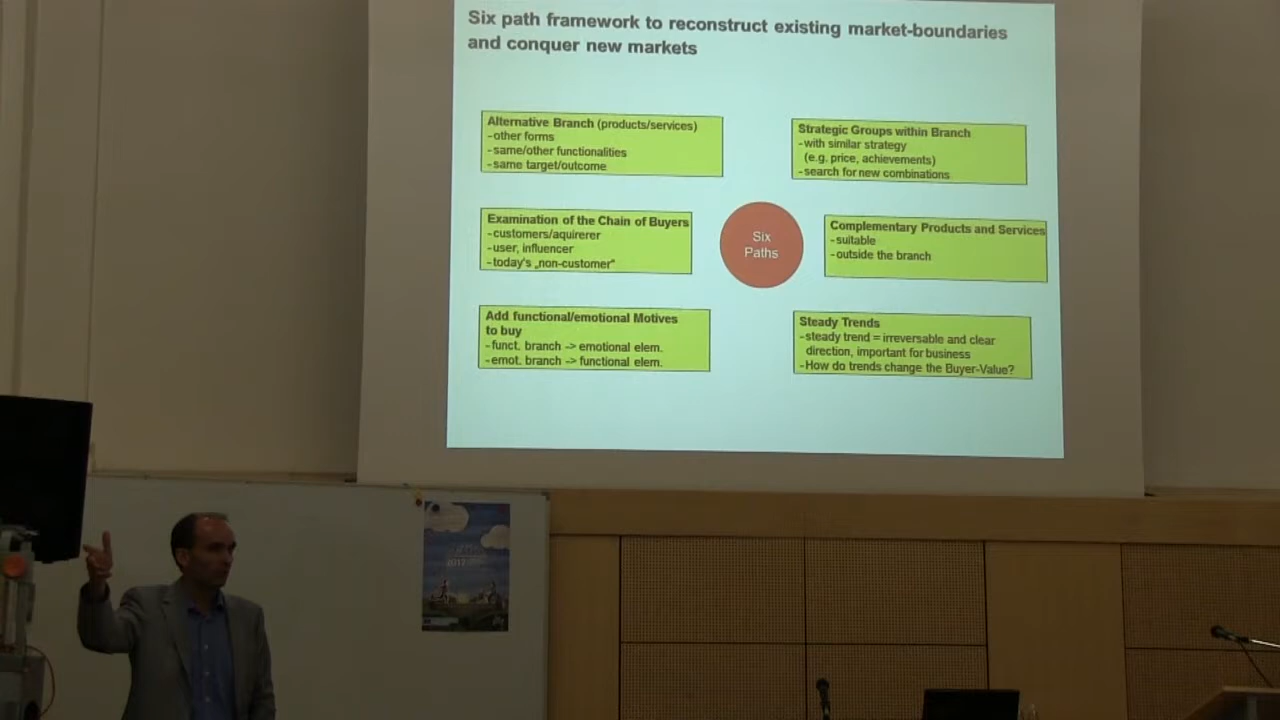 Six path framework to reconstruct existing market-boundaries
and conquer new markets
Alternative Branch (products/services)
-other forms
-same/other functionalities
-same target/outcome
Strategic Groups within Branch
-with similar strategy
(e.g. price, achievements)
-search for new combinations
Examination of the Chain of Buyers
-customers/aquirerer
-user, influencer
-today's „non-customer"
Six
Paths
Complementary Products and Services
-suitable
-outside the branch
Add functional/emotional Motives
to buy
-funct. branch -> emotional elem.
-emot. branch -> functional elem.
Steady Trends
-steady trend = irreversable and clear
direction, important for business
-How do trends change the Buyer-Value?